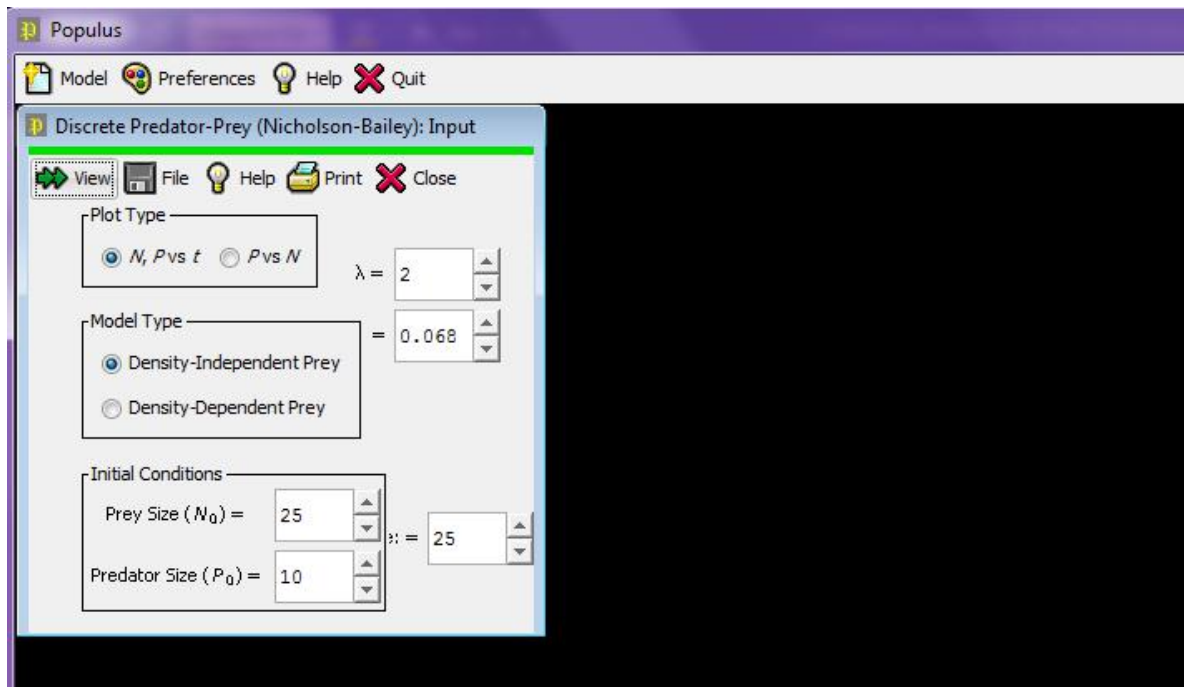 Populus
Model Preferences Help Quit
Discrete Predator-Prey (Nicholson-Bailey): Input
View File Help Print Close
Plot Type
N, P vs t P vs N
λ = 2
Model Type
= 0.068
Density-Independent Prey
Density-Dependent Prey
Initial Conditions
Prey Size (N₀) = 25
e: = 25
Predator Size (P₀) = 10